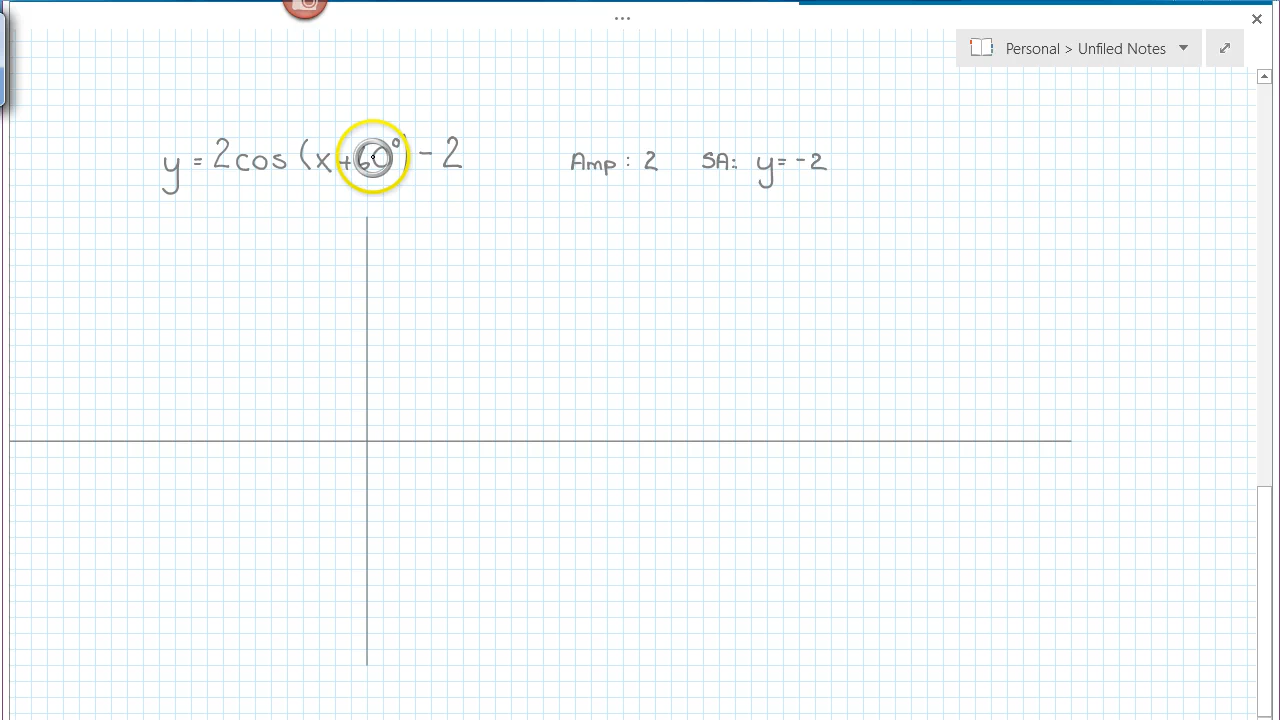 ...
Personal > Unfiled Notes
y = 2cos (x+60°) - 2 Amp : 2 SA: y = -2